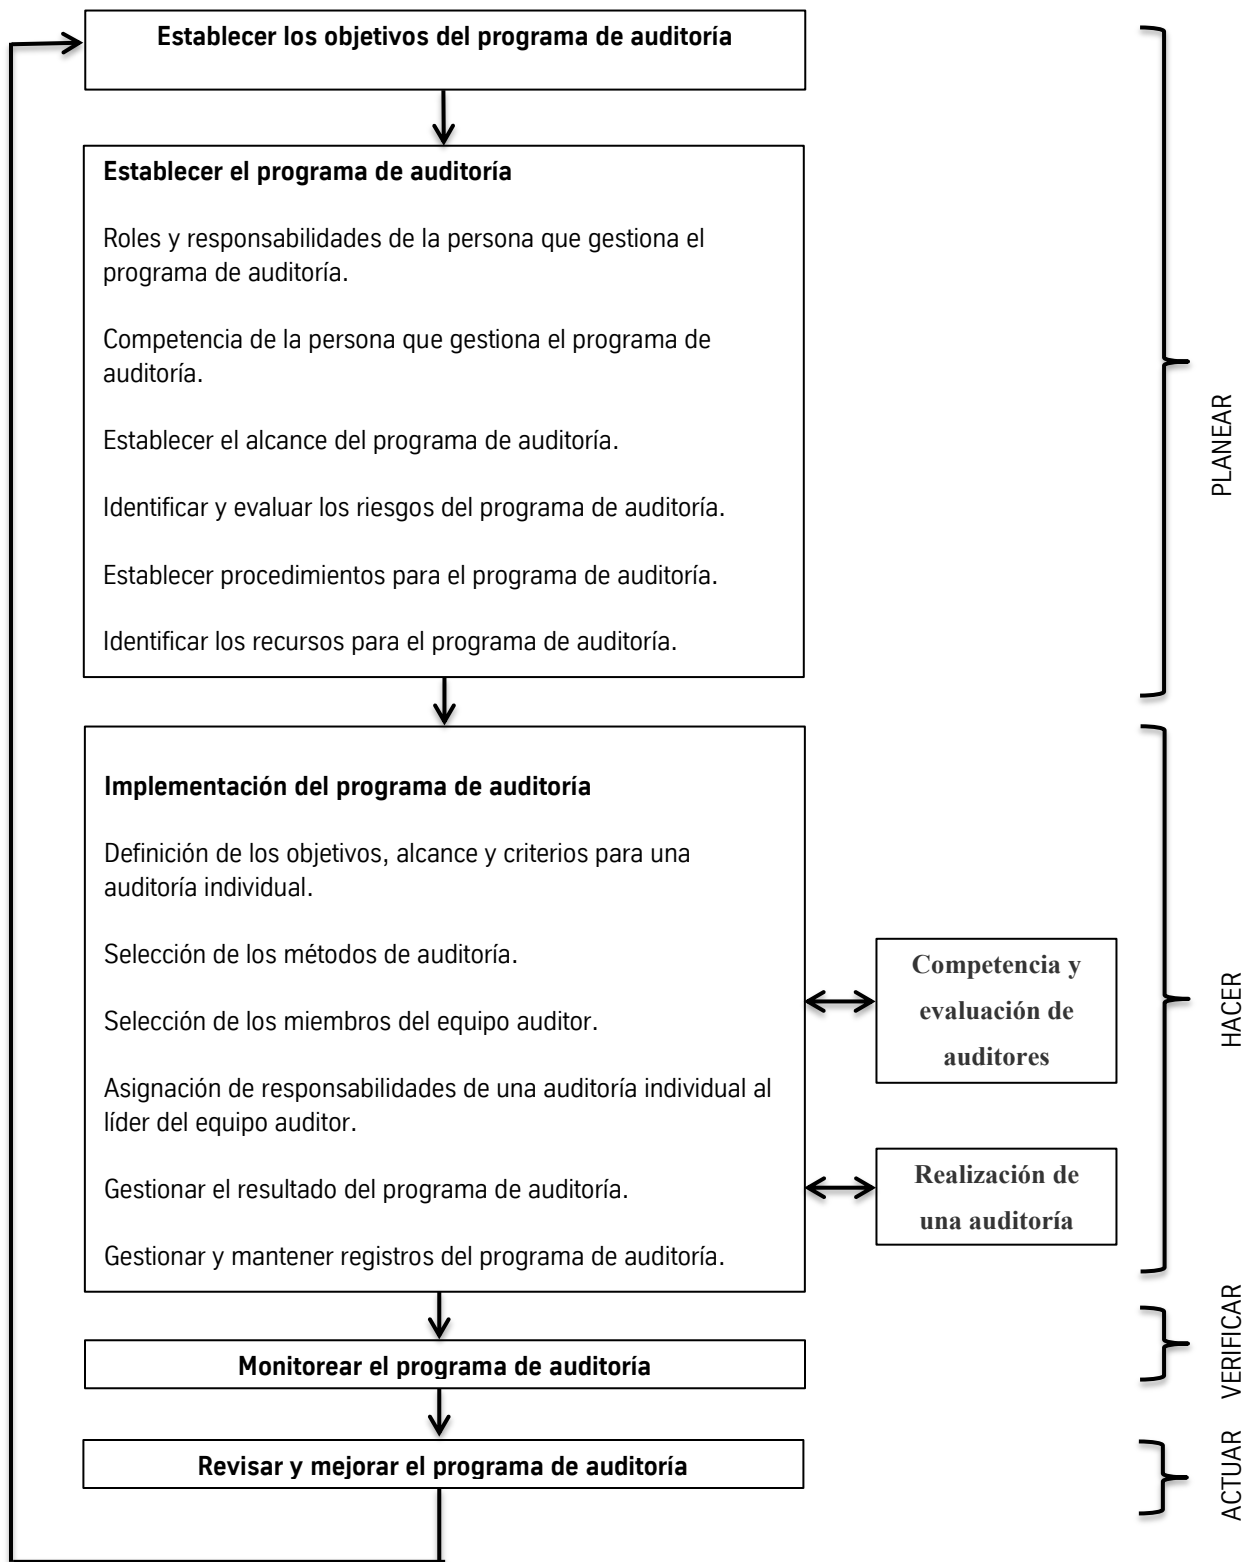 Establecer los objetivos del programa de auditoría
Establecer el programa de auditoría
Roles y responsabilidades de la persona que gestiona el
programa de auditoría.
Competencia de la persona que gestiona el programa de
auditoría.
Establecer el alcance del programa de auditoría.
Identificar y evaluar los riesgos del programa de auditoría.
Establecer procedimientos para el programa de auditoría.
Identificar los recursos para el programa de auditoría.
PLANEAR
Implementación del programa de auditoría
Definición de los objetivos, alcance y criterios para una
auditoría individual.
Selección de los métodos de auditoría.
Selección de los miembros del equipo auditor.
Asignación de responsabilidades de una auditoría individual al
líder del equipo auditor.
Gestionar el resultado del programa de auditoría.
Gestionar y mantener registros del programa de auditoría.
Competencia y
evaluación de
auditores
Realización de
una auditoría
HACER
Monitorear el programa de auditoría
VERIFICAR
Revisar y mejorar el programa de auditoría
ACTUAR